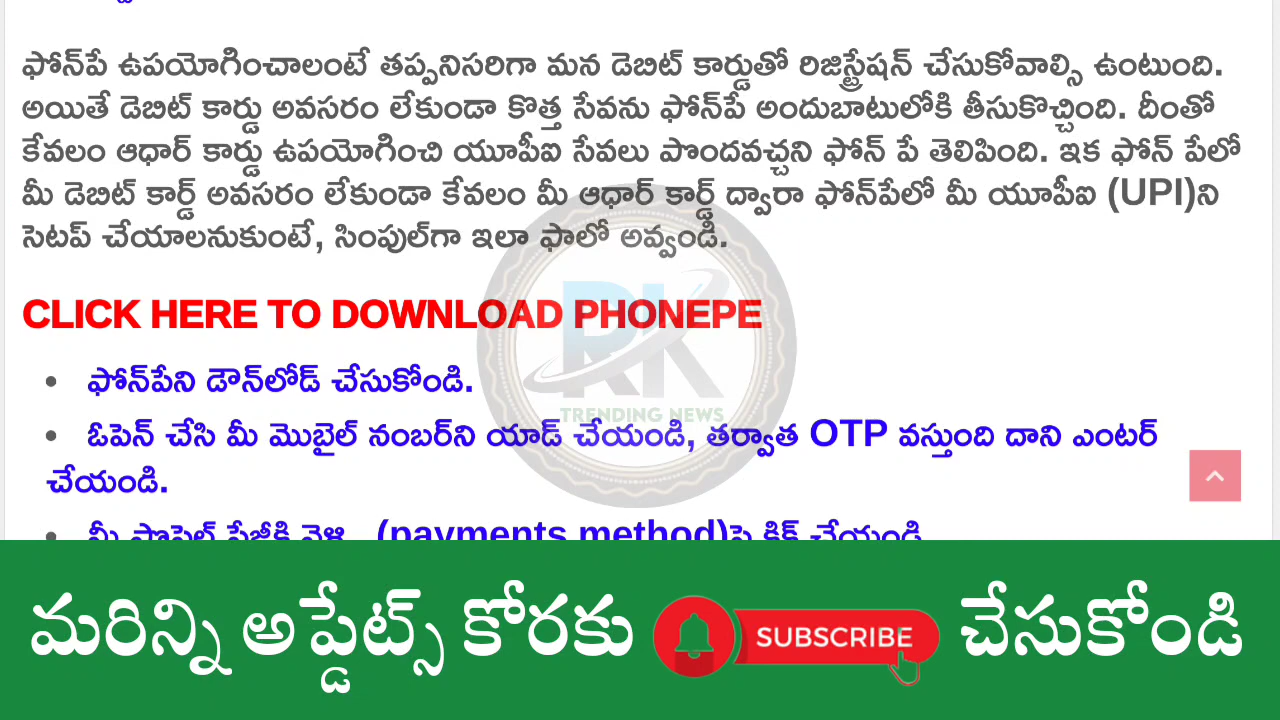 ఫోన్‌పే ఉపయోగించాలంటే తప్పనిసరిగా మన డెబిట్ కార్డుతో రిజిస్ట్రేషన్ చేసుకోవాల్సి ఉంటుంది.
అయితే డెబిట్ కార్డు అవసరం లేకుండా కొత్త సేవను ఫోన్‌పే అందుబాటులోకి తీసుకొచ్చింది. దీంతో
కేవలం ఆధార్ కార్డు ఉపయోగించి యూపీఐ సేవలు పొందవచ్చని ఫోన్ పే తెలిపింది. ఇక ఫోన్ పేలో
మీ డెబిట్ కార్డ్ అవసరం లేకుండా కేవలం మీ ఆధార్ కార్డ్ ద్వారా ఫోన్‌పేలో మీ యూపీఐ (UPI)ని
సెటప్ చేయాలనుకుంటే, సింపుల్‌గా ఇలా ఫాలో అవ్వండి.
CLICK HERE TO DOWNLOAD PHONEPE
• ఫోన్‌పేని డౌన్‌లోడ్ చేసుకోండి.
RK
TRENDING NEWS
• ఓపెన్ చేసి మీ మొబైల్ నంబర్‌ని యాడ్ చేయండి, తర్వాత OTP వస్తుంది దాని ఎంటర్
చేయండి.
• మీ ప్రొఫైల్ పేజీకి వెళ్లి (payments method)పై క్లిక్ చేయండి
మరిన్ని అప్డేట్స్ కోరకు SUBSCRIBE చేసుకోండి